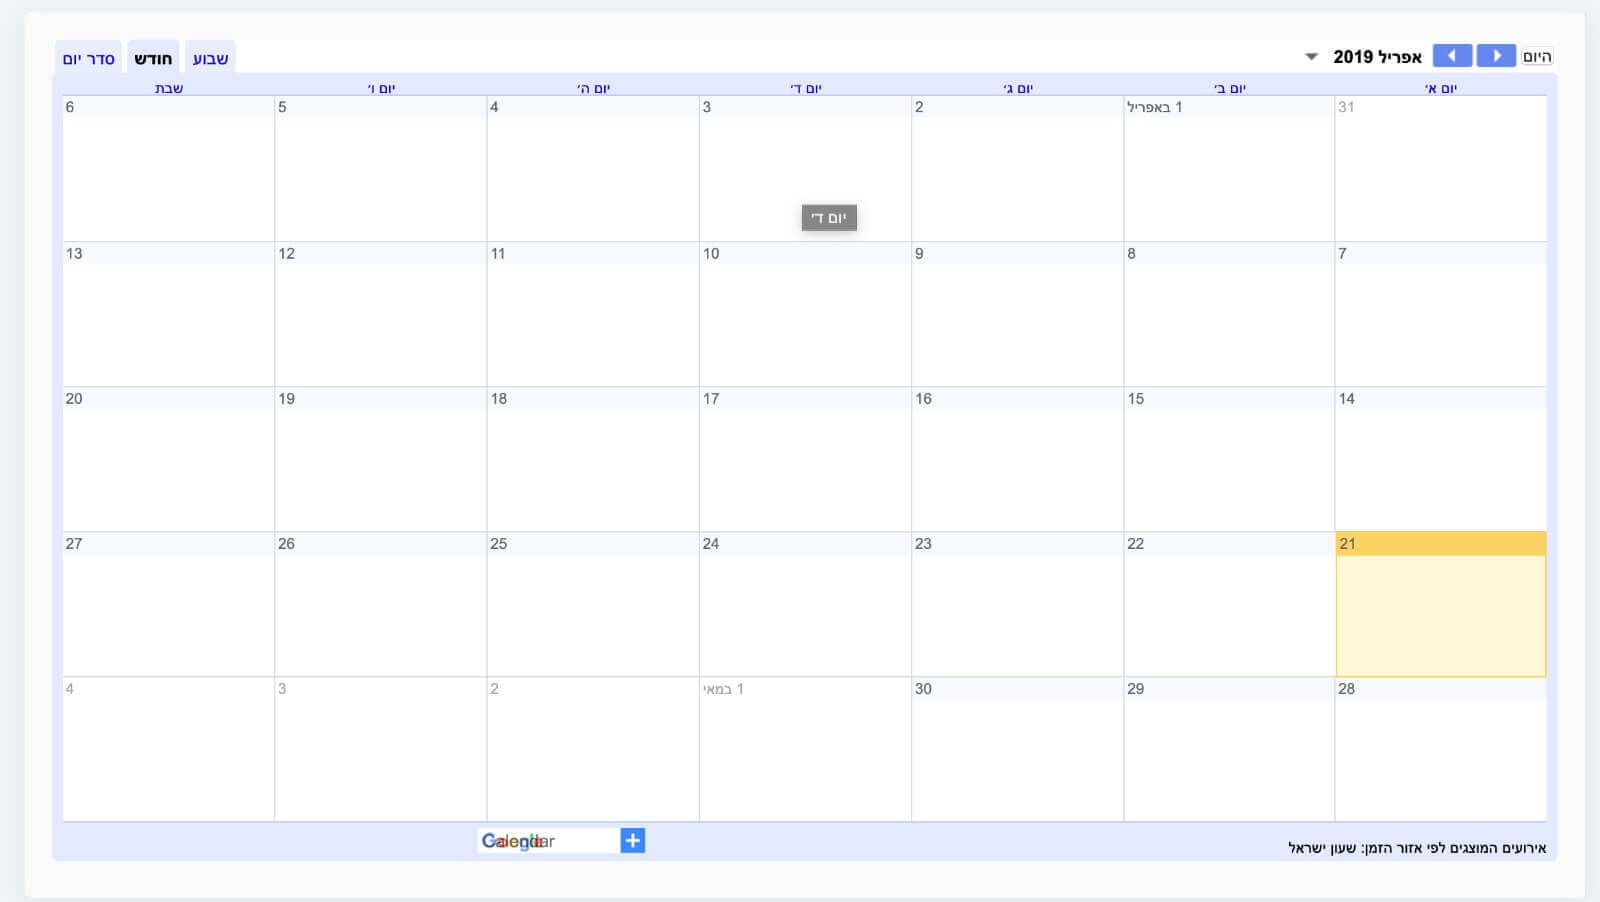 היום אפריל 2019 שבוע חודש סדר יום
יום א׳ יום ב׳ יום ג׳ יום ד׳ יום ה׳ יום ו׳ שבת
31 1 באפריל 2 3 4 5 6
יום ד׳
7 8 9 10 11 12 13
14 15 16 17 18 19 20
21 22 23 24 25 26 27
28 29 30 1 במאי 2 3 4
אירועים המוצגים לפי אזור הזמן: שעון ישראל
Google Calendar